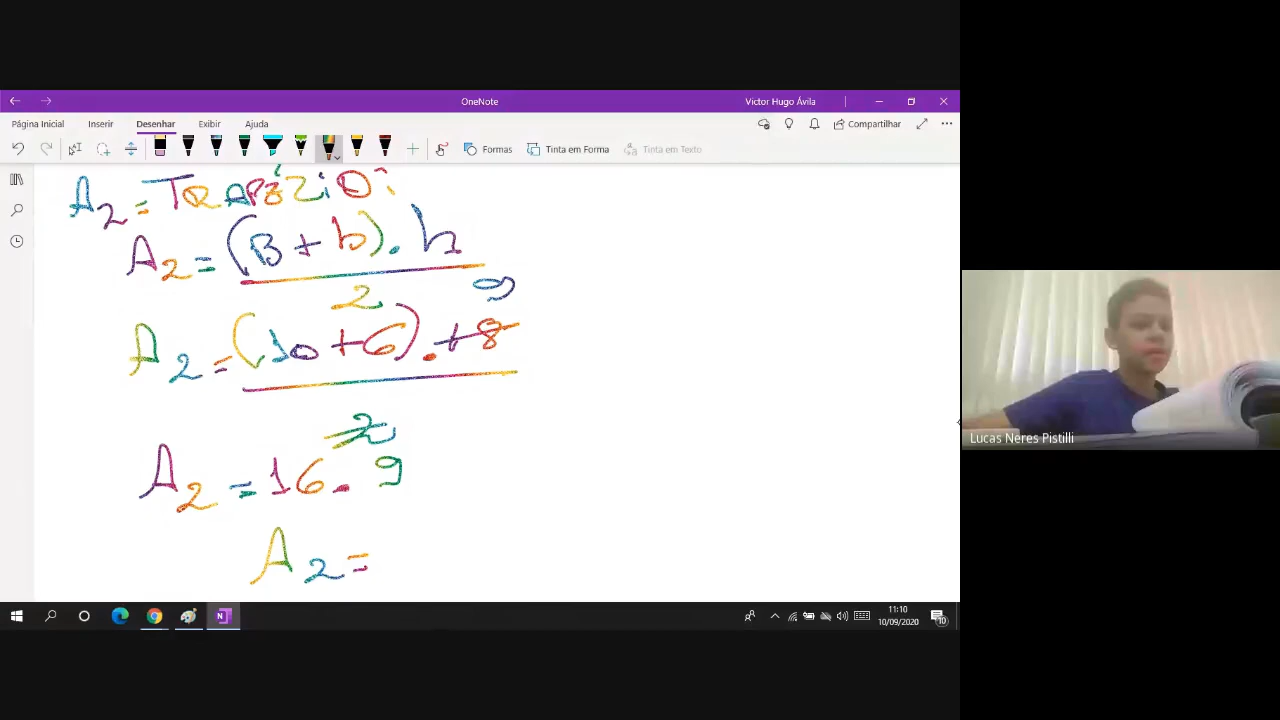 OneNote
Victor Hugo Ávila
Página Inicial Inserir Desenhar Exibir Ajuda
Compartilhar
Formas Tinta em Forma Tinta em Texto
A2 = TRAPÉZIO:
A2 = (B + b) . h
2
9
A2 = (10 + 6) . +8
2
A2 = 16 . 9
A2 =
Lucas Neres Pistilli
11:10
10/09/2020
10